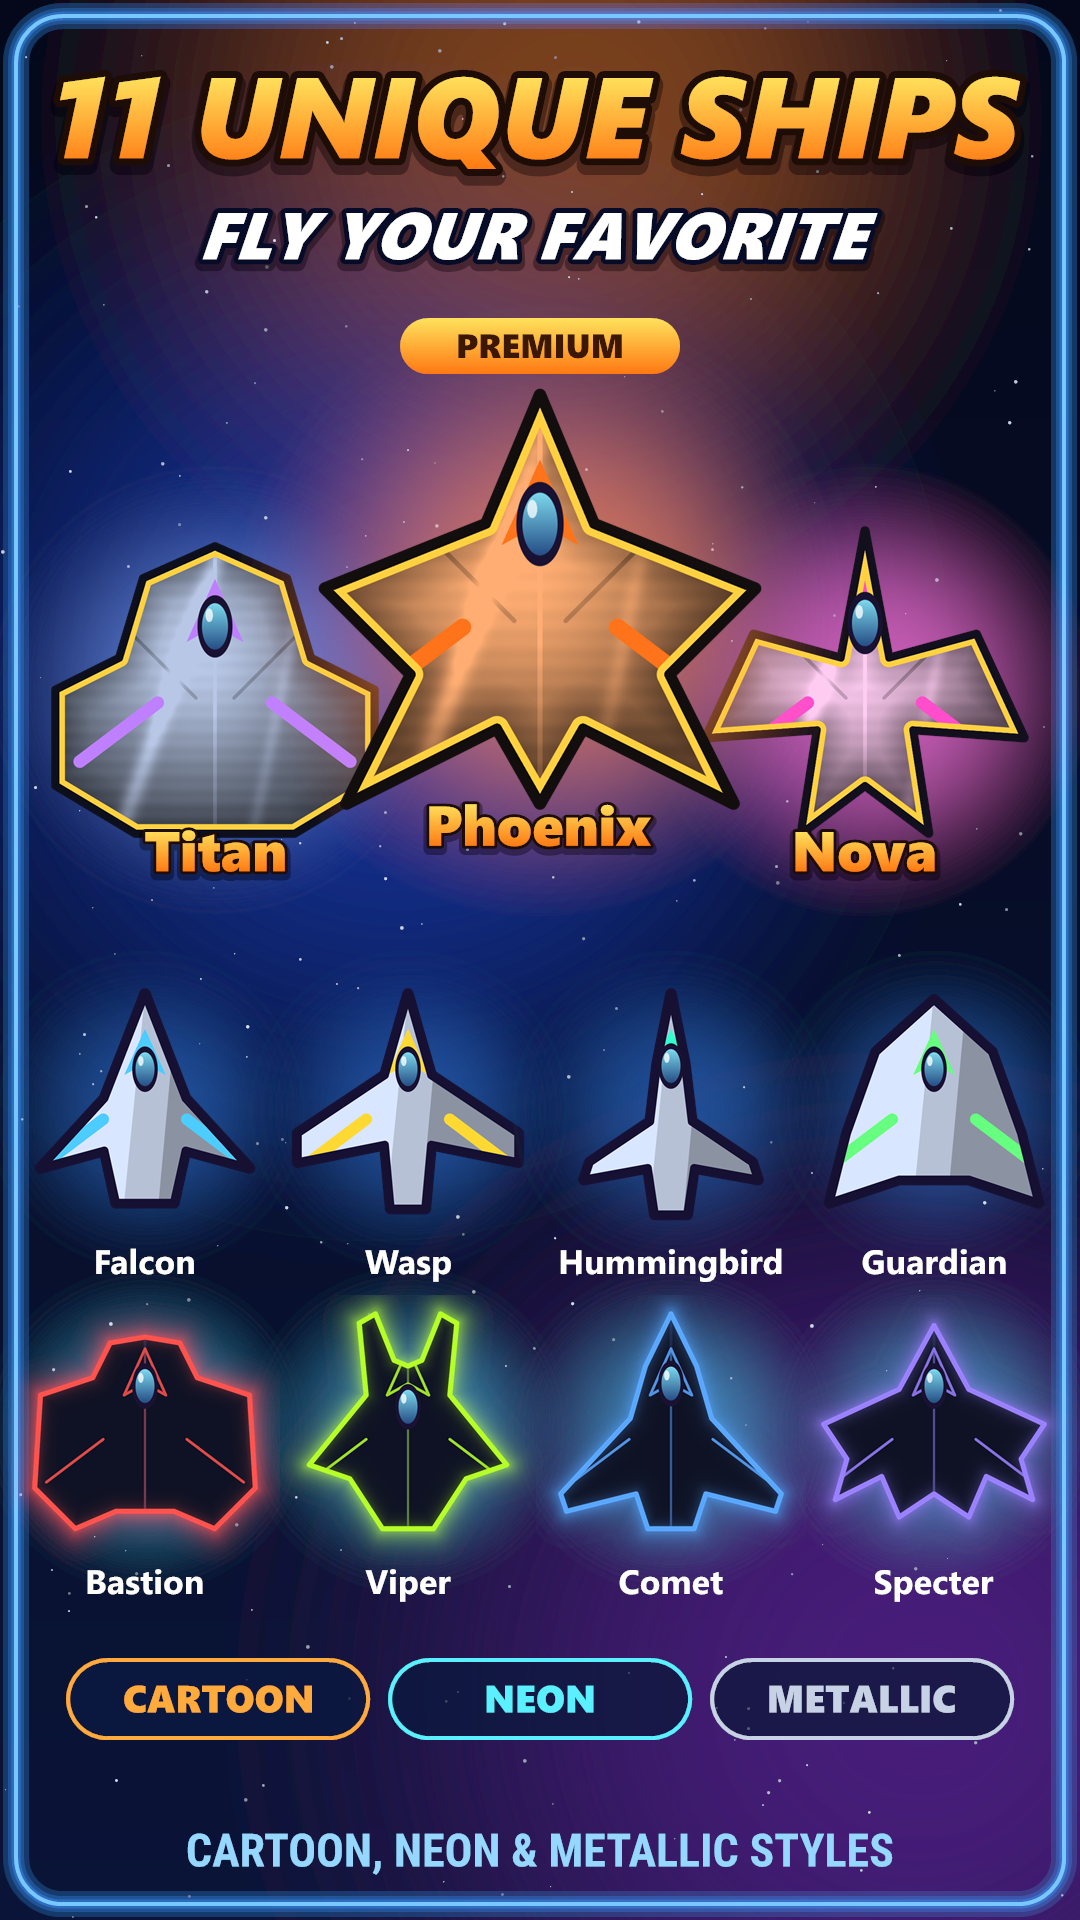 11 UNIQUE SHIPS
FLY YOUR FAVORITE
PREMIUM
Titan Phoenix Nova
Falcon Wasp Hummingbird Guardian
Bastion Viper Comet Specter
CARTOON NEON METALLIC
CARTOON, NEON & METALLIC STYLES